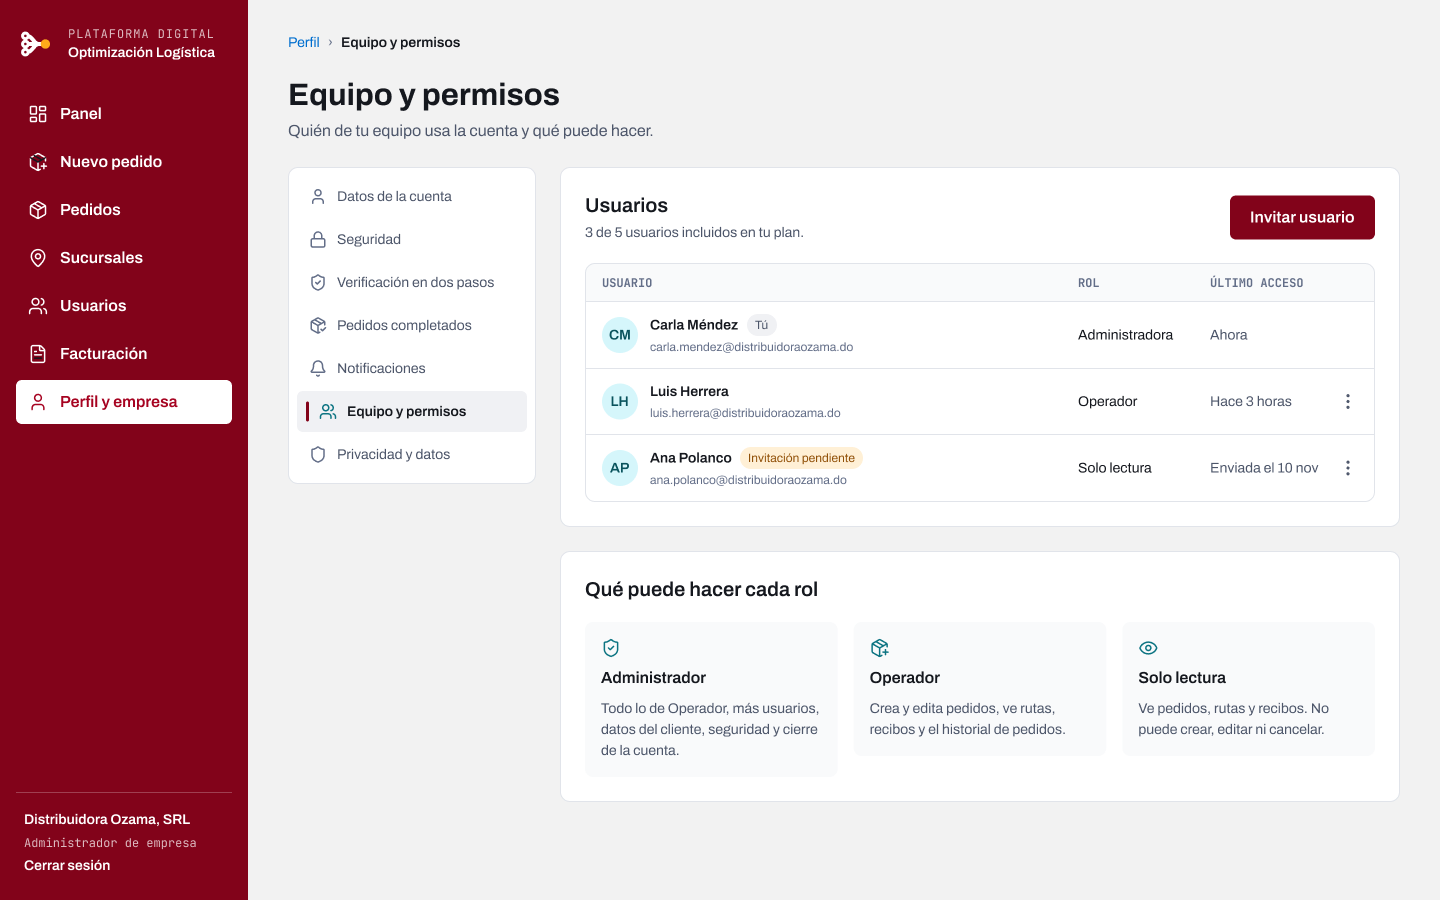 PLATAFORMA DIGITAL
Optimización Logística
Panel
Nuevo pedido
Pedidos
Sucursales
Usuarios
Facturación
Perfil y empresa
Distribuidora Ozama, SRL
Administrador de empresa
Cerrar sesión
Perfil › Equipo y permisos
Equipo y permisos
Quién de tu equipo usa la cuenta y qué puede hacer.
Datos de la cuenta
Seguridad
Verificación en dos pasos
Pedidos completados
Notificaciones
Equipo y permisos
Privacidad y datos
Usuarios
3 de 5 usuarios incluidos en tu plan.
Invitar usuario
USUARIO ROL ÚLTIMO ACCESO
CM Carla Méndez Tú Administradora Ahora
carla.mendez@distribuidoraozama.do
LH Luis Herrera Operador Hace 3 horas
luis.herrera@distribuidoraozama.do
AP Ana Polanco Invitación pendiente Solo lectura Enviada el 10 nov
ana.polanco@distribuidoraozama.do
Qué puede hacer cada rol
Administrador
Todo lo de Operador, más usuarios,
datos del cliente, seguridad y cierre
de la cuenta.
Operador
Crea y edita pedidos, ve rutas,
recibos y el historial de pedidos.
Solo lectura
Ve pedidos, rutas y recibos. No
puede crear, editar ni cancelar.